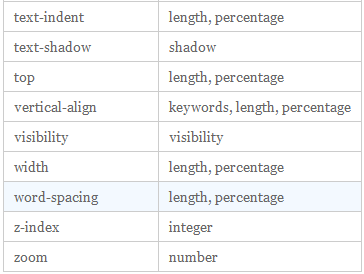 text-indent length, percentage
text-shadow shadow
top length, percentage
vertical-align keywords, length, percentage
visibility visibility
width length, percentage
word-spacing length, percentage
z-index integer
zoom number